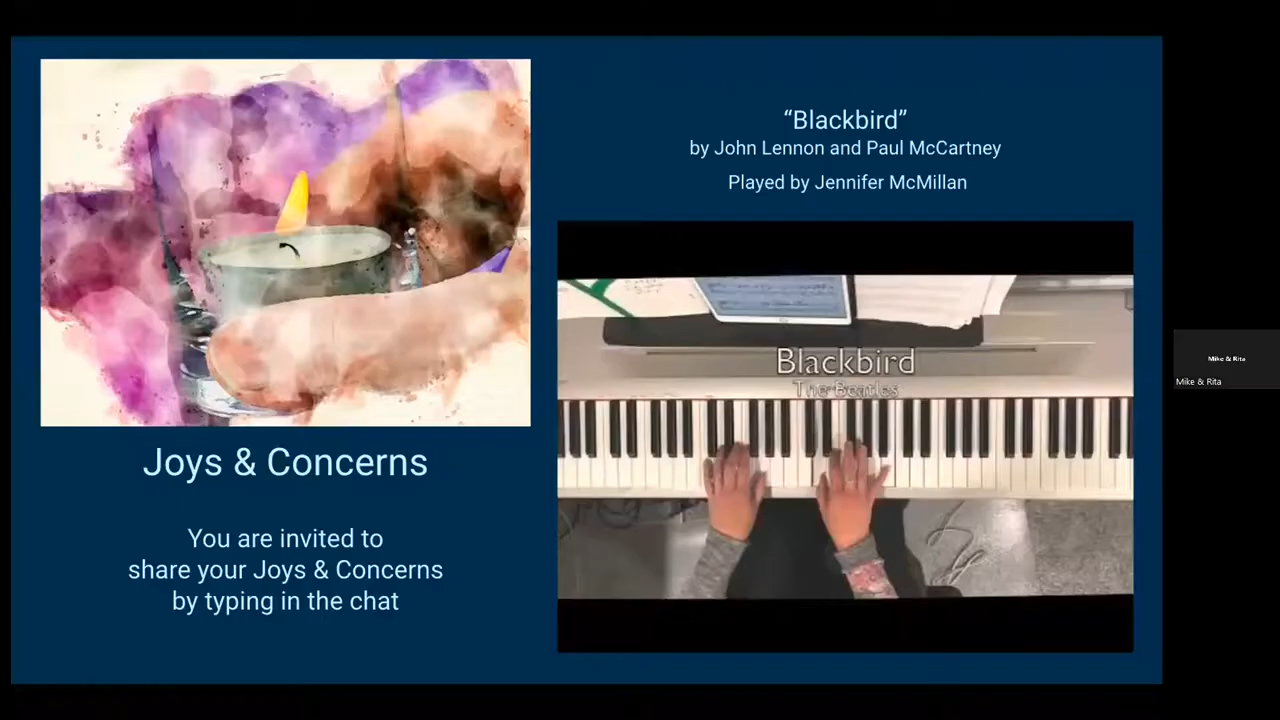 “Blackbird”
by John Lennon and Paul McCartney
Played by Jennifer McMillan
Blackbird
The Beatles
Joys & Concerns
You are invited to
share your Joys & Concerns
by typing in the chat
Mike & Rita
Mike & Rita